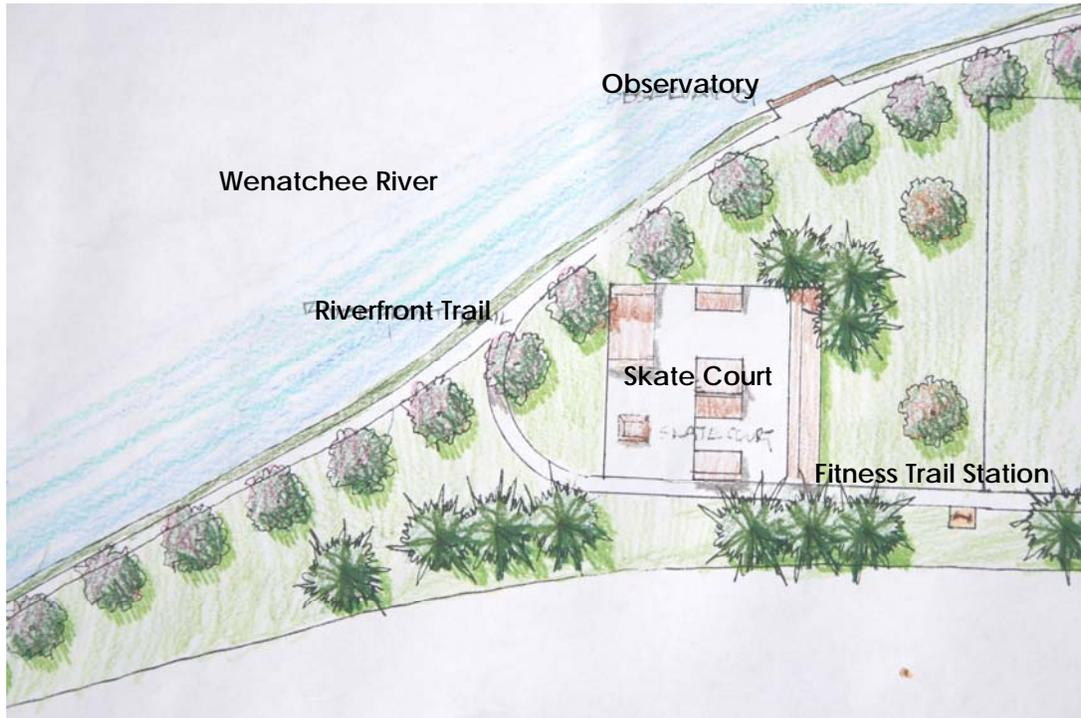 Observatory
Wenatchee River
Riverfront Trail
Skate Court
SKATE COURT
Fitness Trail Station